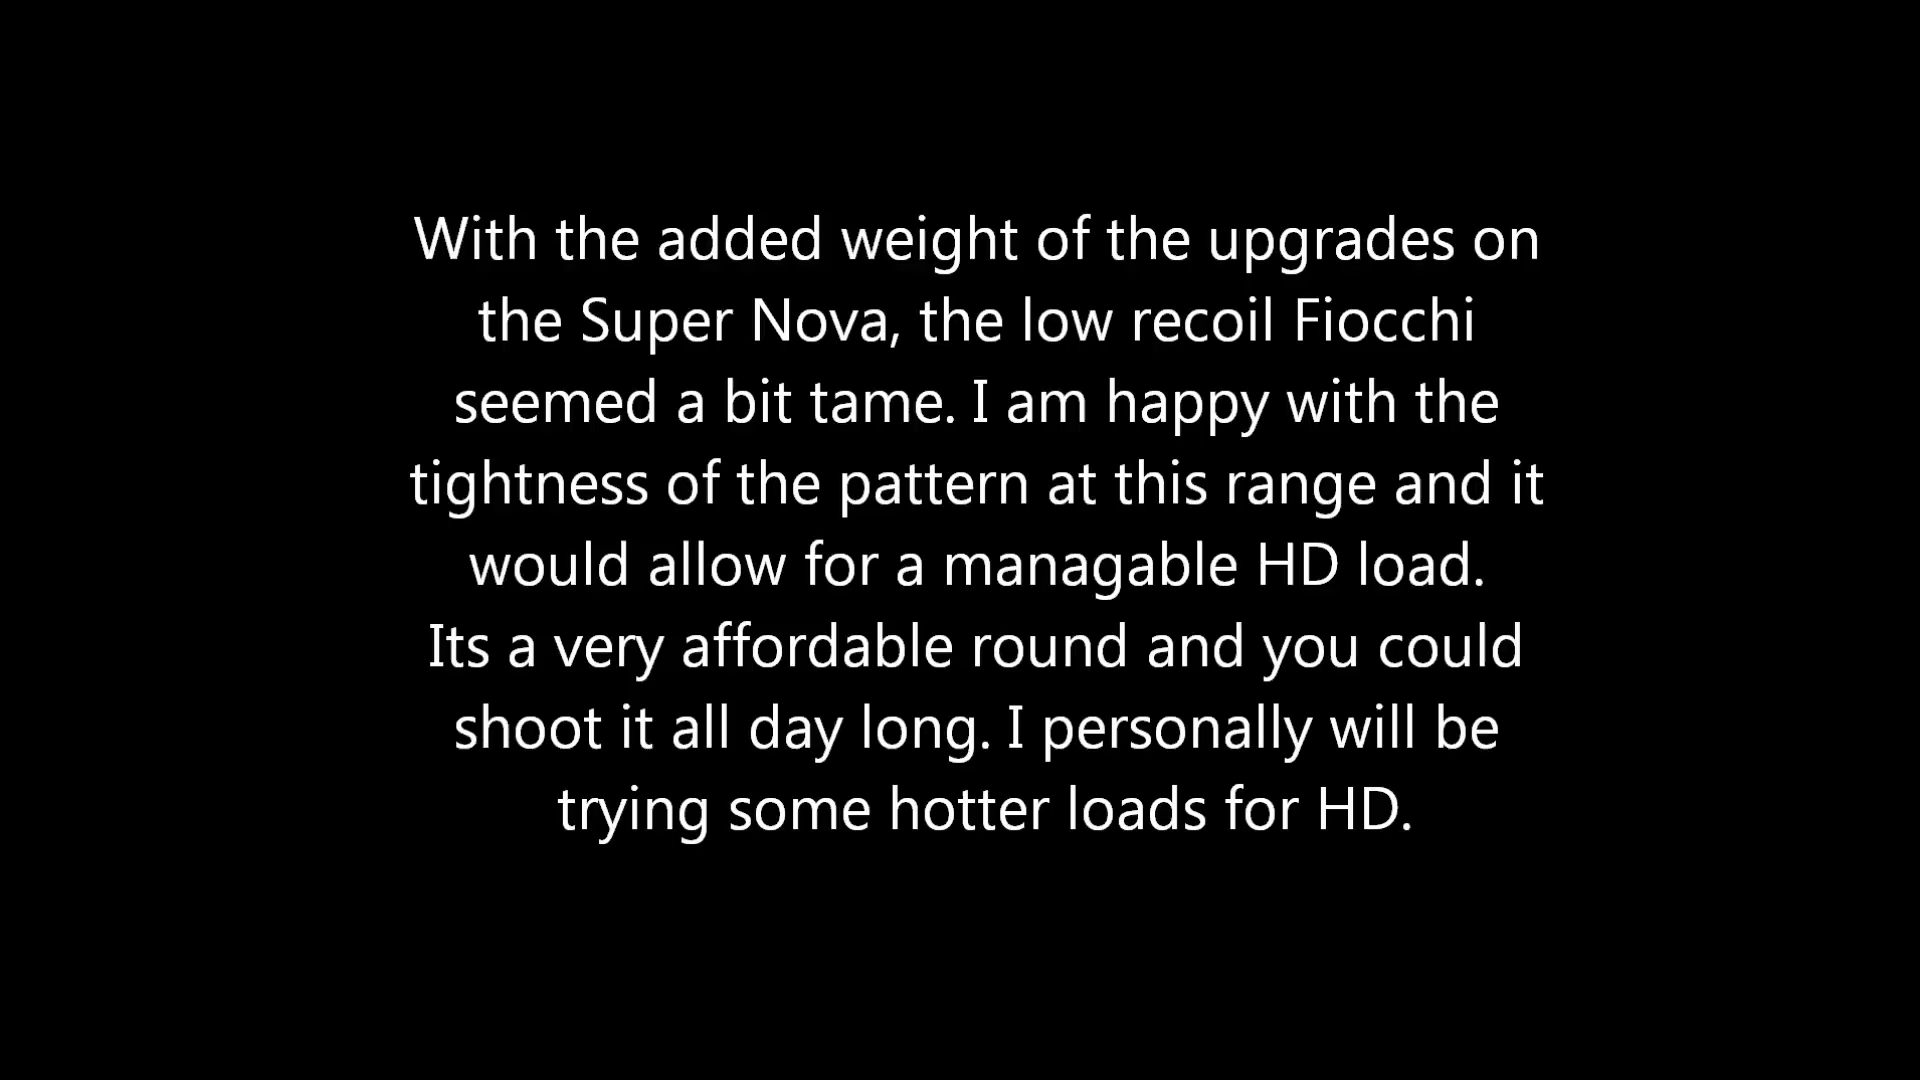 With the added weight of the upgrades on
the Super Nova, the low recoil Fiocchi
seemed a bit tame. I am happy with the
tightness of the pattern at this range and it
would allow for a managable HD load.
Its a very affordable round and you could
shoot it all day long. I personally will be
trying some hotter loads for HD.